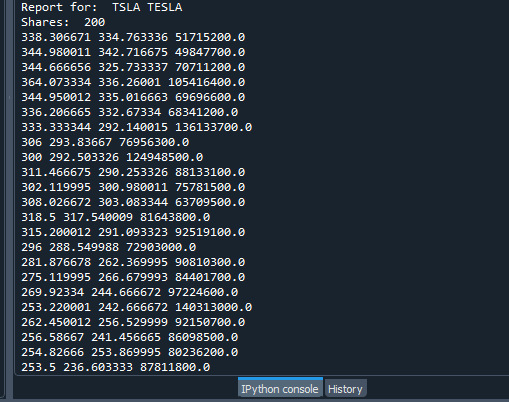 Report for:  TSLA TESLA
Shares:  200
338.306671 334.763336 51715200.0
344.980011 342.716675 49847700.0
344.666656 325.733337 70711200.0
364.073334 336.26001 105416400.0
344.950012 335.016663 69696600.0
336.206665 332.67334 68341200.0
333.333344 292.140015 136133700.0
306 293.83667 76956300.0
300 292.503326 124948500.0
311.466675 290.253326 88133100.0
302.119995 300.980011 75781500.0
308.026672 303.083344 63709500.0
318.5 317.540009 81643800.0
315.200012 291.093323 92519100.0
296 288.549988 72903000.0
281.876678 262.369995 90810300.0
275.119995 266.679993 84401700.0
269.92334 244.666672 97224600.0
253.220001 242.666672 140313000.0
262.450012 256.529999 92150700.0
256.58667 241.456665 86098500.0
254.82666 253.869995 80236200.0
253.5 236.603333 87811800.0
IPython console History